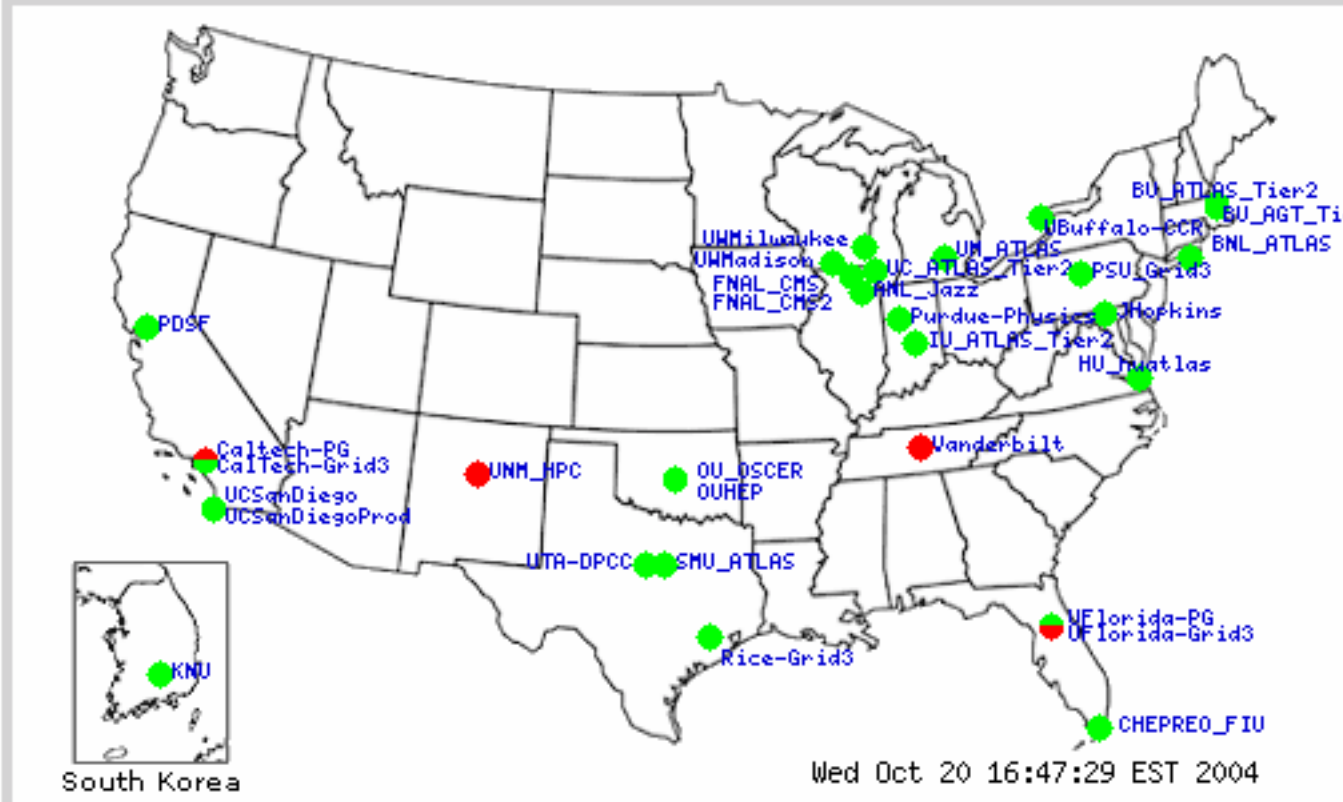 BU_ATLAS_Tier2
BU_AGT_Ti
UBuffalo-CCR
UWMilwaukee
UM_ATLAS
BNL_ATLAS
UWMadison
UC_ATLAS_Tier2
PSU_Grid3
FNAL_CMS
ANL_Jazz
FNAL_CMS2
Purdue-Physics
JHopkins
PDSF
IU_ATLAS_Tier2
HU_huatlas
Caltech-PG
CalTech-Grid3
Vanderbilt
UNM_HPC
OU_OSCER
OUHEP
UCSanDiego
UCSanDiegoProd
UTA-DPCC
SMU_ATLAS
UFlorida-PG
UFlorida-Grid3
Rice-Grid3
KNU
CHEPREO_FIU
South Korea
Wed Oct 20 16:47:29 EST 2004